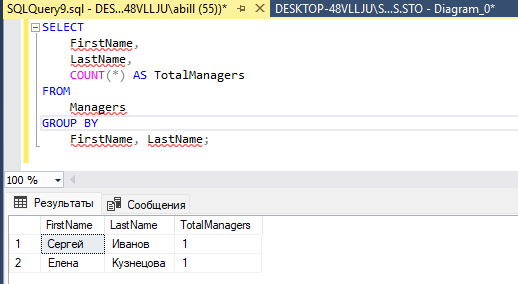 SQLQuery9.sql - DES...48VLLJU\abill (55))* DESKTOP-48VLLJU\S...S.STO - Diagram_0*
SELECT
FirstName,
LastName,
COUNT(*) AS TotalManagers
FROM
Managers
GROUP BY
FirstName, LastName;
100 %
Результаты Сообщения
FirstName LastName TotalManagers
1 Сергей Иванов 1
2 Елена Кузнецова 1